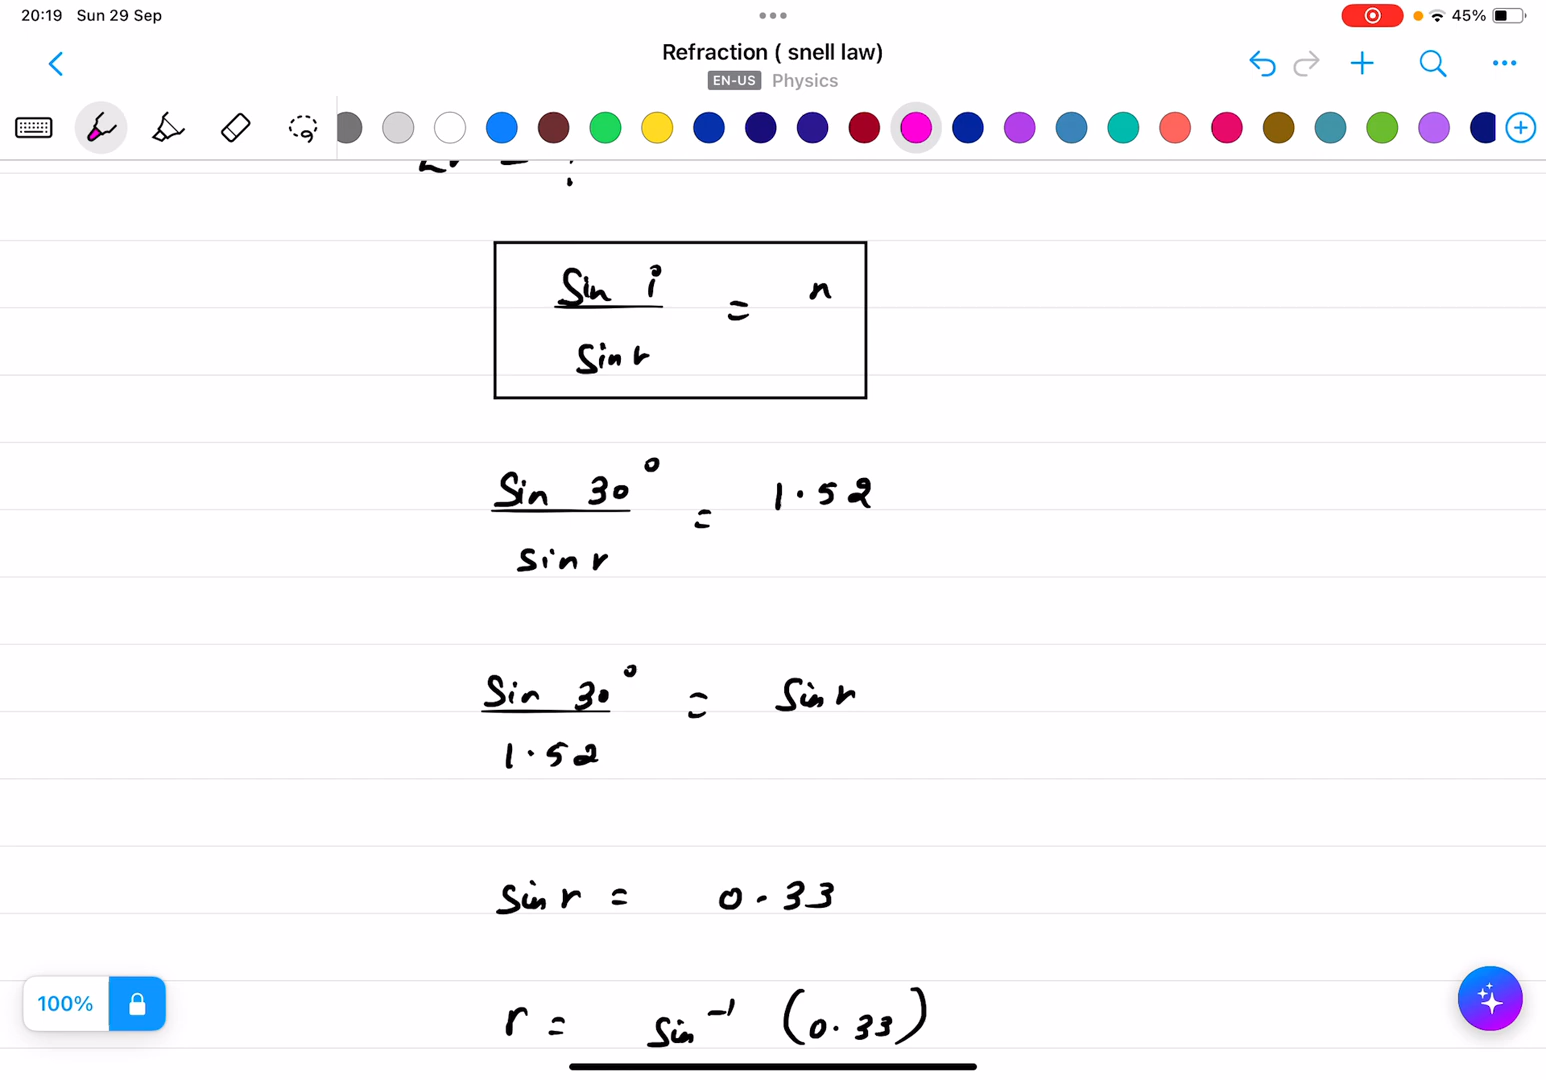 20:19 Sun 29 Sep
45%
Refraction ( snell law)
EN-US Physics
Sin i
= n
Sin r
Sin 30°
= 1.52
sin r
Sin 30°
= Sin r
1.52
Sin r = 0.33
r = Sin⁻¹ (0.33)
100%